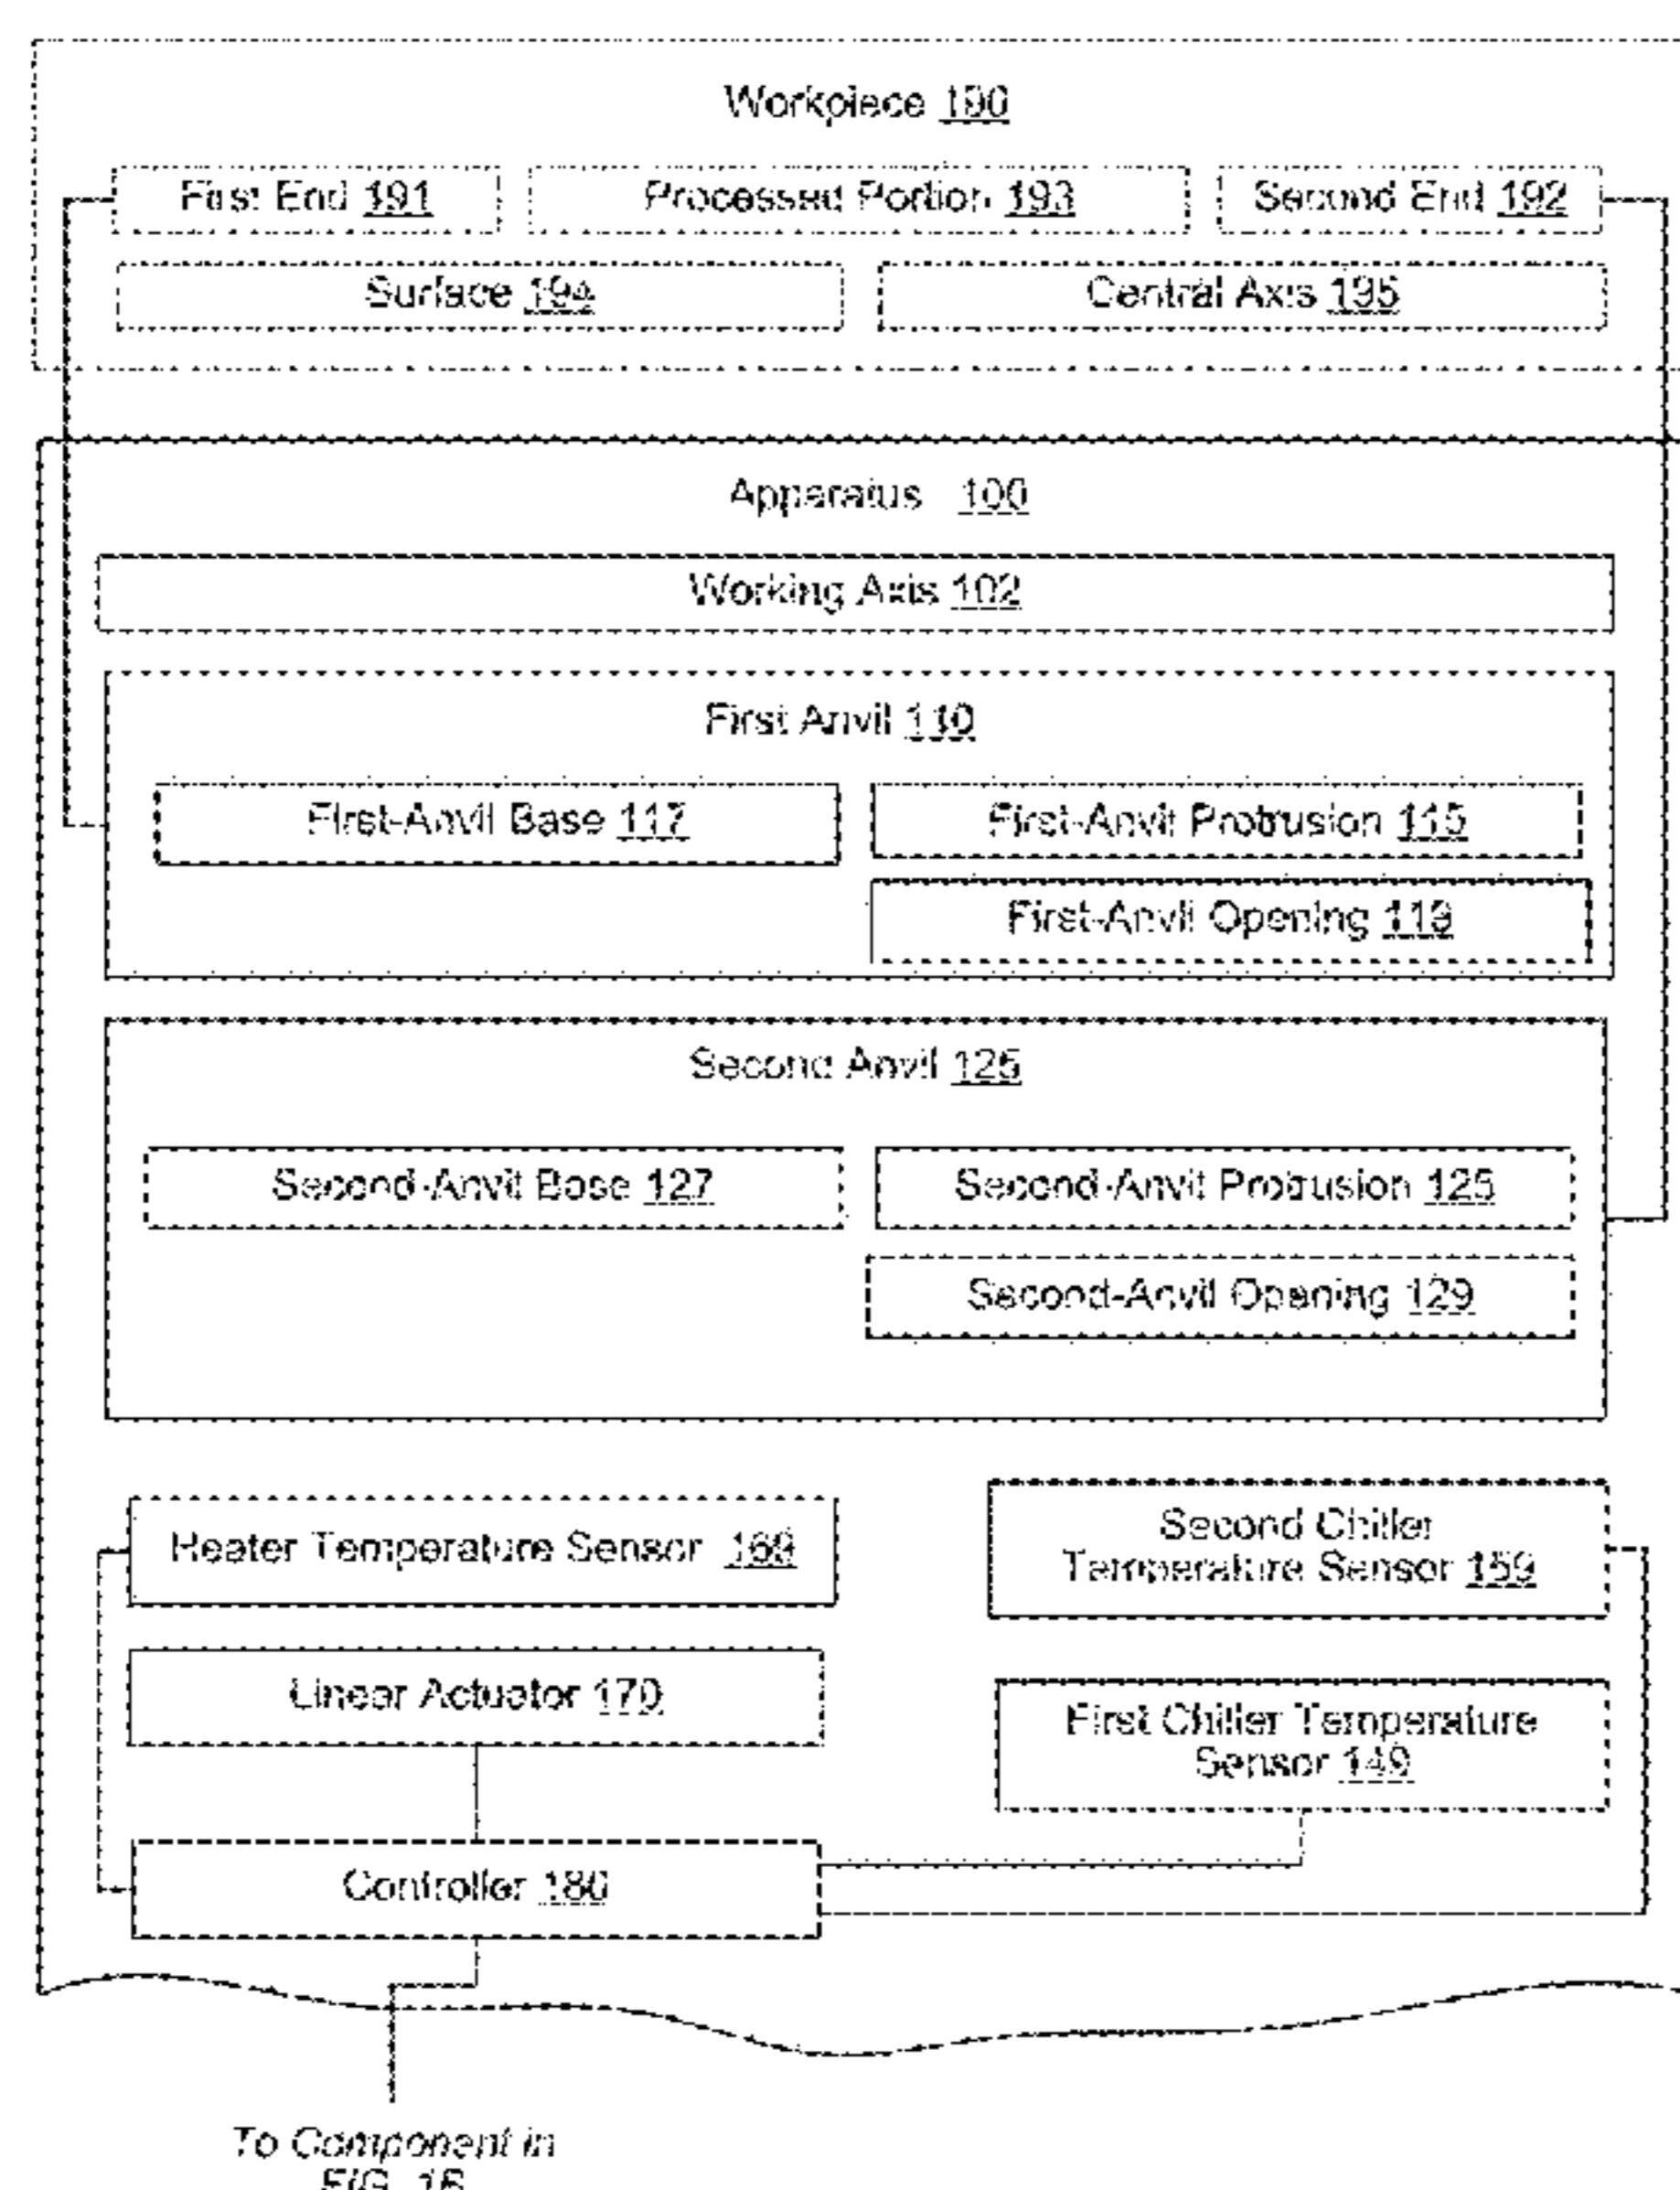 Workpiece 190
First End 191
Processed Portion 193
Second End 192
Surface 194
Central Axis 195
Apparatus 100
Working Axis 102
First Anvil 110
First-Anvil Base 117
First-Anvil Protrusion 115
First-Anvil Opening
Second Anvil
Second-Anvil Base 127
Second-Anvil Protrusion 125
Second-Anvil Opening 129
Heater Temperature Sensor 169
Second Chiller
Temperature Sensor 159
Linear Actuator 170
First Chiller Temperature
Sensor 149
Controller 180
To Component in
FIG.